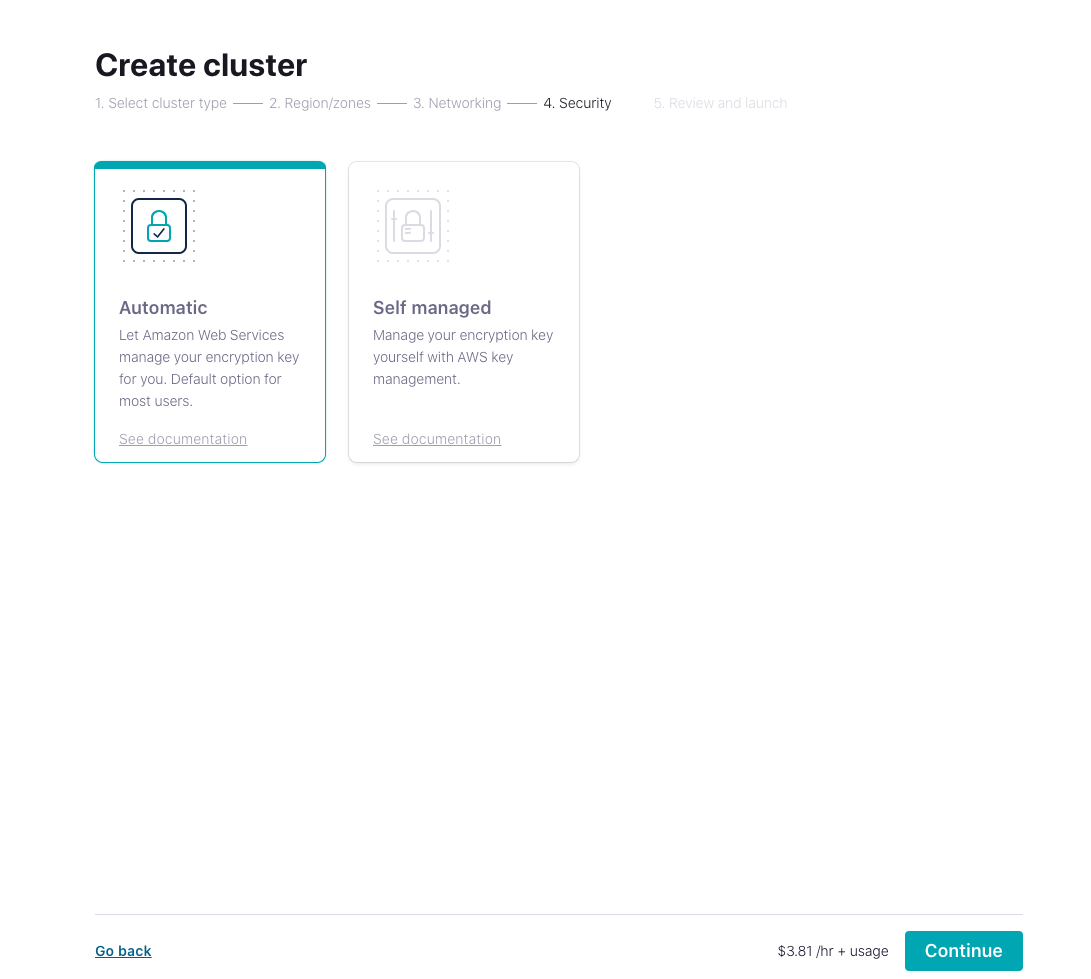 Create cluster
1. Select cluster type 2. Region/zones 3. Networking 4. Security 5. Review and launch
Automatic
Let Amazon Web Services
manage your encryption key
for you. Default option for
most users.
See documentation
Self managed
Manage your encryption key
yourself with AWS key
management.
See documentation
Go back
$3.81 /hr + usage
Continue